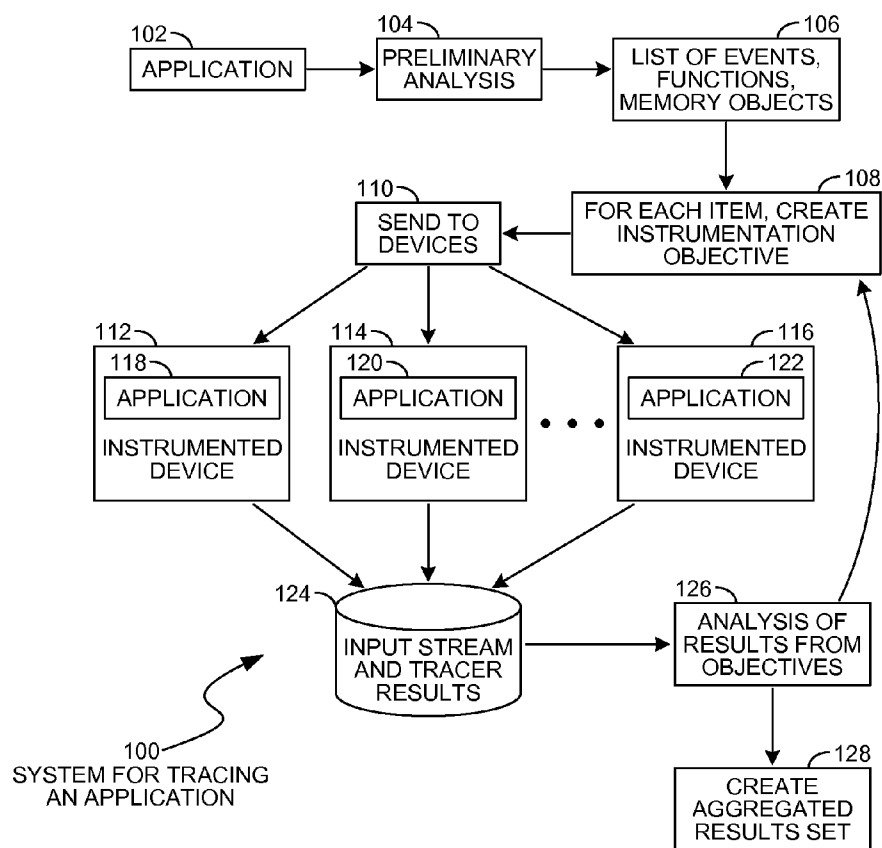 102
APPLICATION
104
PRELIMINARY
ANALYSIS
106
LIST OF EVENTS,
FUNCTIONS,
MEMORY OBJECTS
108
FOR EACH ITEM, CREATE
INSTRUMENTATION
OBJECTIVE
110
SEND TO
DEVICES
112
118
APPLICATION
INSTRUMENTED
DEVICE
114
120
APPLICATION
INSTRUMENTED
DEVICE
116
122
APPLICATION
INSTRUMENTED
DEVICE
124
INPUT STREAM
AND TRACER
RESULTS
126
ANALYSIS OF
RESULTS FROM
OBJECTIVES
128
CREATE
AGGREGATED
RESULTS SET
100
SYSTEM FOR TRACING
AN APPLICATION